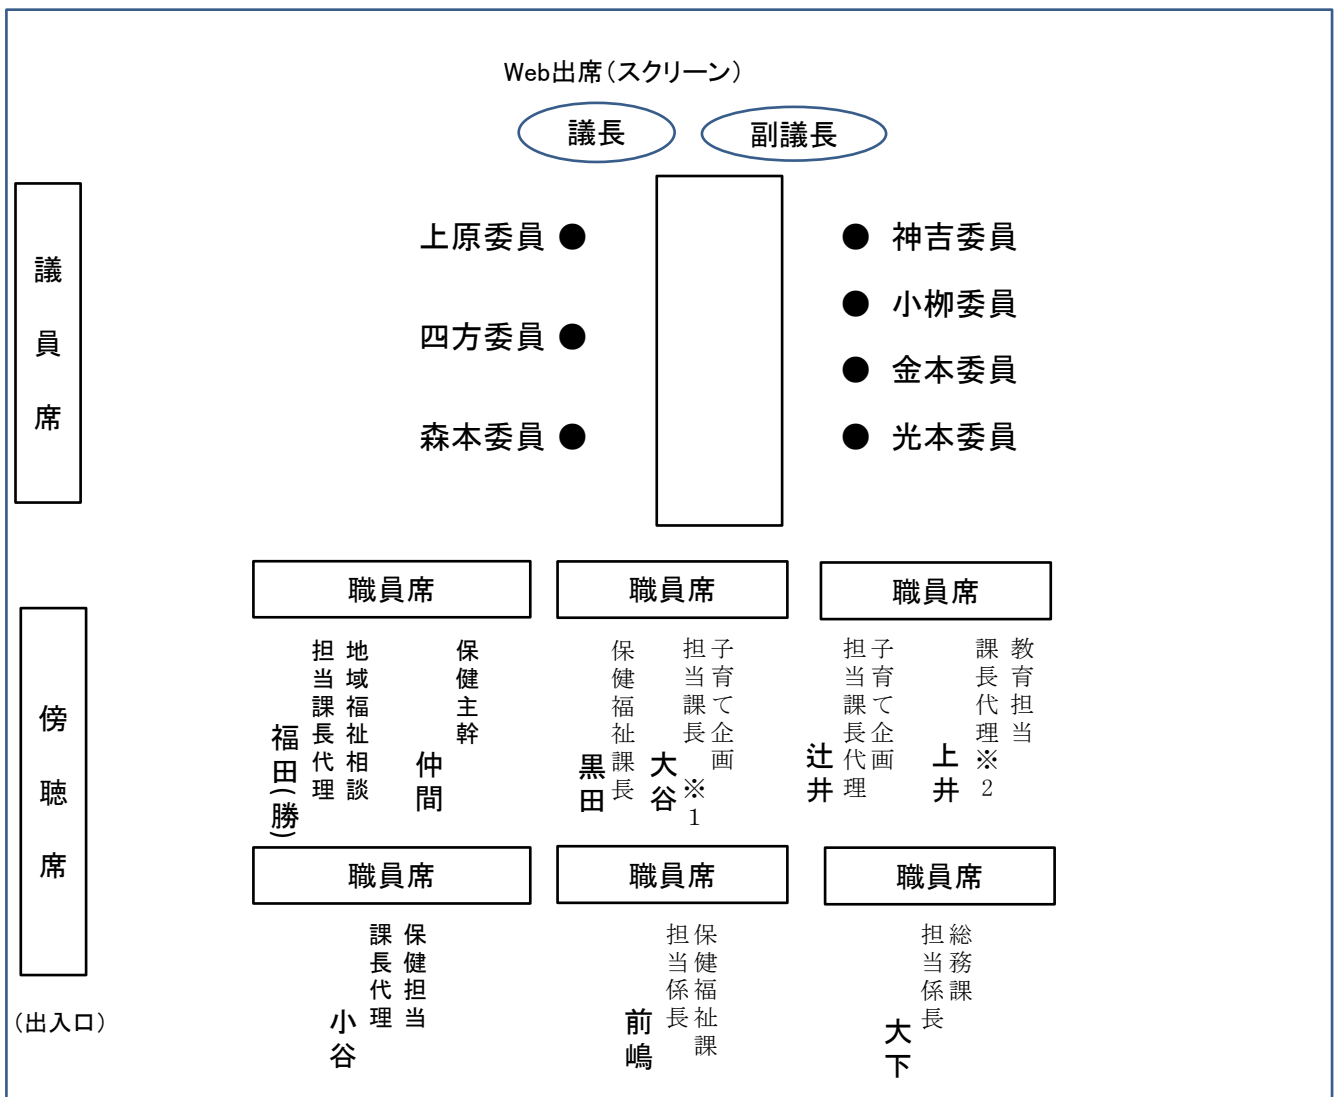 Web出席（スクリーン）
議長
副議長
議員席
上原委員 ●
四方委員 ●
森本委員 ●
● 神吉委員
● 小栁委員
● 金本委員
● 光本委員
傍聴席
（出入口）
職員席
地域福祉相談
担当課長代理
福田(勝)
保健主幹
仲間
職員席
保健福祉課長
黒田
子育て企画
担当課長 ※1
大谷
職員席
子育て企画
担当課長代理
辻井
教育担当
課長代理※2
上井
職員席
保健担当
課長代理
小谷
職員席
保健福祉課
担当係長
前嶋
職員席
総務課
担当係長
大下